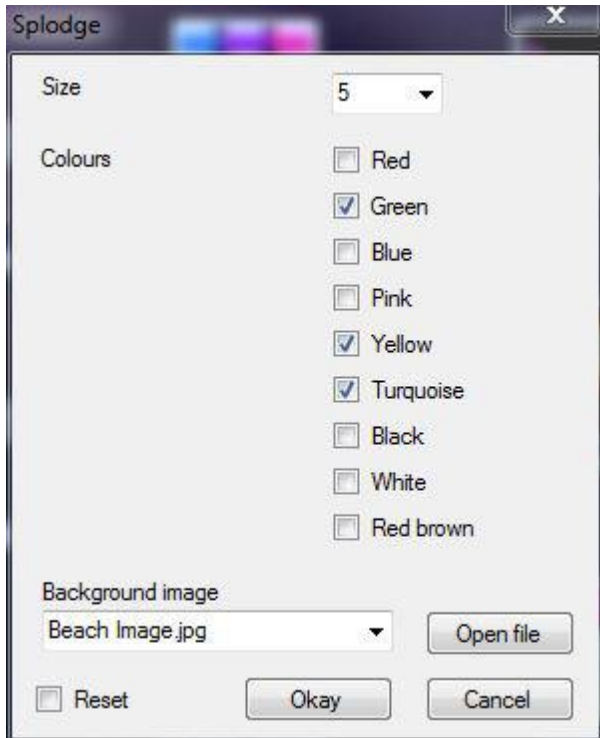 Splodge
Size 5
Colours
Red
Green
Blue
Pink
Yellow
Turquoise
Black
White
Red brown
Background image
Beach Image.jpg Open file
Reset Okay Cancel